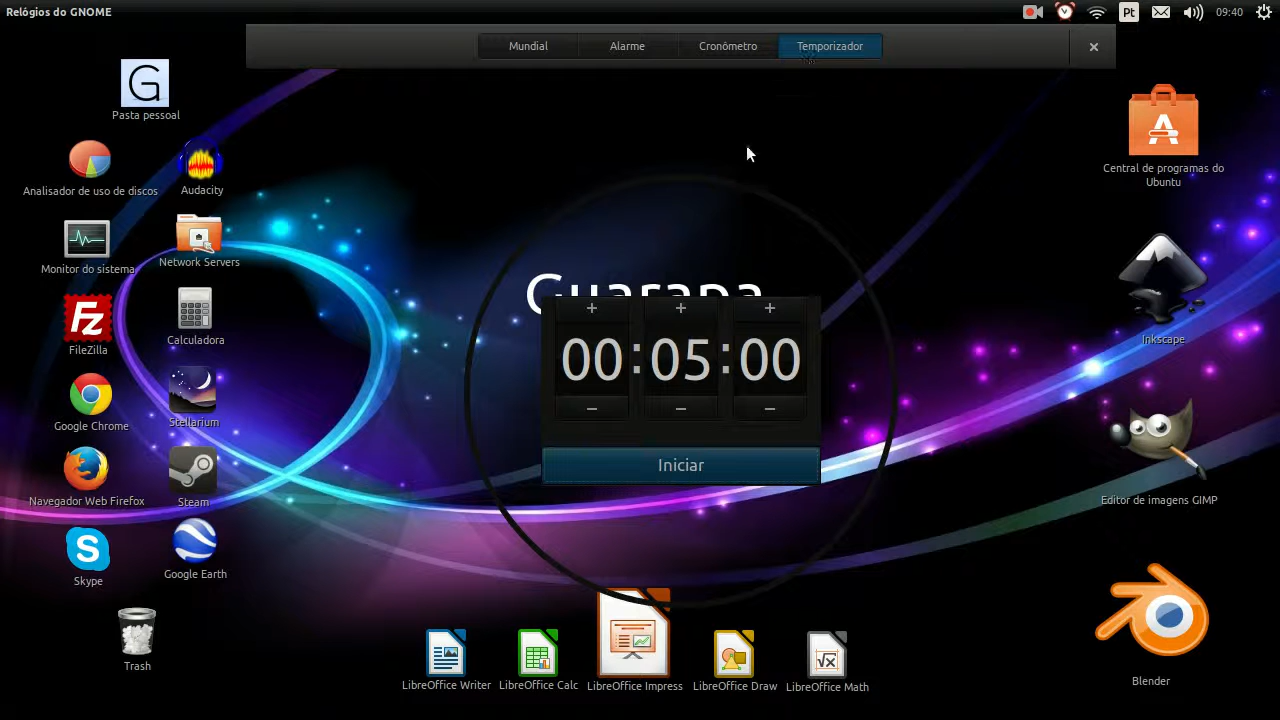 Relógios do GNOME
Pt
09:40
Mundial
Alarme
Cronômetro
Temporizador
G
Pasta pessoal
Analisador de uso de discos
Audacity
Monitor do sistema
Network Servers
Fz
FileZilla
Calculadora
Google Chrome
Stellarium
Navegador Web Firefox
Steam
S
Skype
Google Earth
Trash
+ + +
00:05:00
− − −
Iniciar
Central de programas do
Ubuntu
Inkscape
Editor de imagens GIMP
Blender
LibreOffice Writer
LibreOffice Calc
LibreOffice Impress
LibreOffice Draw
LibreOffice Math